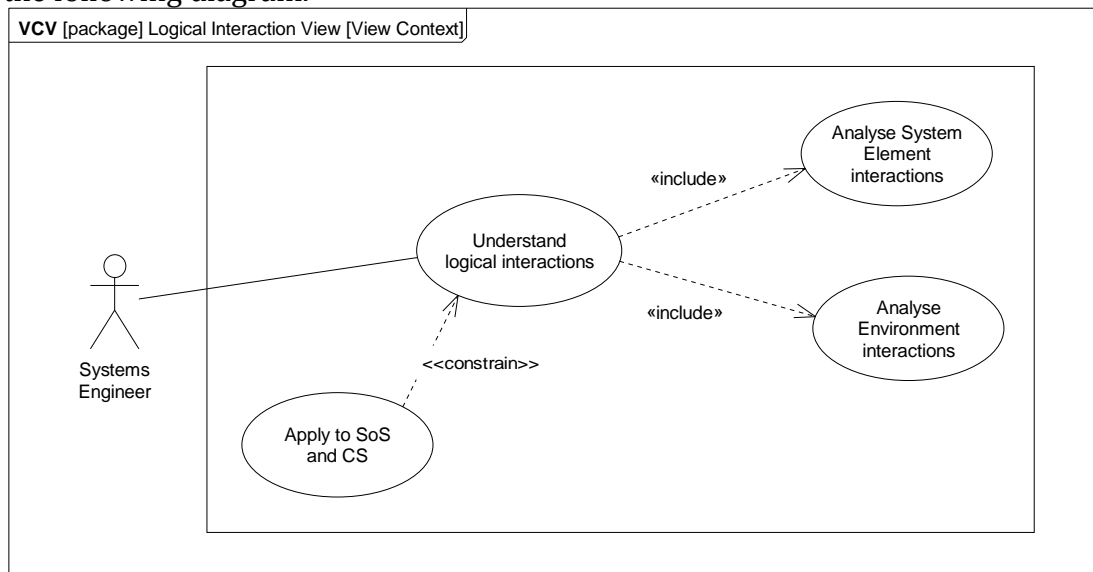 the following diagram.
VCV [package] Logical Interaction View [View Context]
Analyse System
Element
interactions
«include»
Understand
logical interactions
«include»
Analyse
Environment
interactions
Systems
Engineer
<<constrain>>
Apply to SoS
and CS